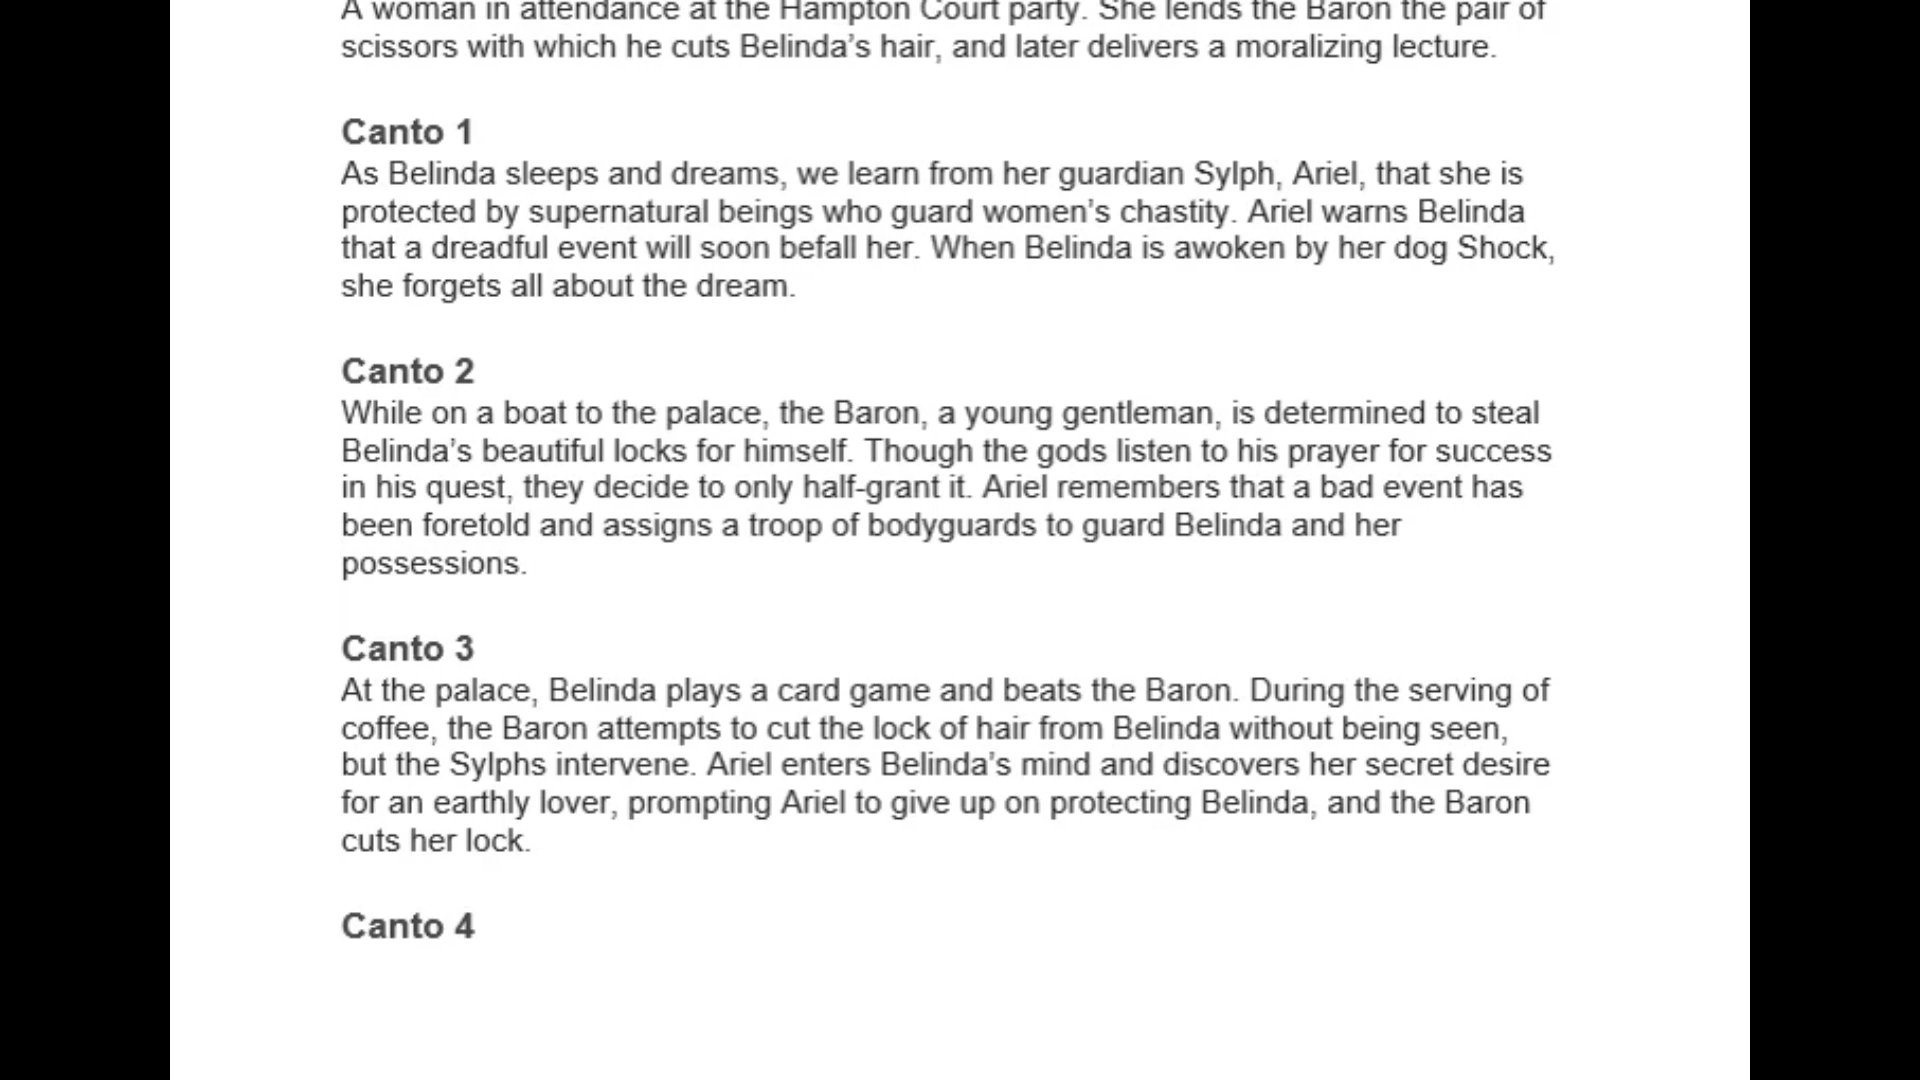 A woman in attendance at the Hampton Court party. She lends the Baron the pair of
scissors with which he cuts Belinda’s hair, and later delivers a moralizing lecture.
Canto 1
As Belinda sleeps and dreams, we learn from her guardian Sylph, Ariel, that she is
protected by supernatural beings who guard women’s chastity. Ariel warns Belinda
that a dreadful event will soon befall her. When Belinda is awoken by her dog Shock,
she forgets all about the dream.
Canto 2
While on a boat to the palace, the Baron, a young gentleman, is determined to steal
Belinda’s beautiful locks for himself. Though the gods listen to his prayer for success
in his quest, they decide to only half-grant it. Ariel remembers that a bad event has
been foretold and assigns a troop of bodyguards to guard Belinda and her
possessions.
Canto 3
At the palace, Belinda plays a card game and beats the Baron. During the serving of
coffee, the Baron attempts to cut the lock of hair from Belinda without being seen,
but the Sylphs intervene. Ariel enters Belinda’s mind and discovers her secret desire
for an earthly lover, prompting Ariel to give up on protecting Belinda, and the Baron
cuts her lock.
Canto 4